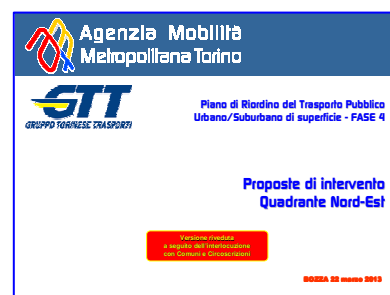 Agenzia Mobilità
Metropolitana Torino
GTT
GRUPPO TORINESE TRASPORTI
Piano di Riordino del Trasporto Pubblico
Urbano/Suburbano di superficie - FASE 4
Proposte di intervento
Quadrante Nord-Est
Versione riveduta
a seguito dell'interlocuzione
con Comuni e Circoscrizioni
BOZZA 22 marzo 2013